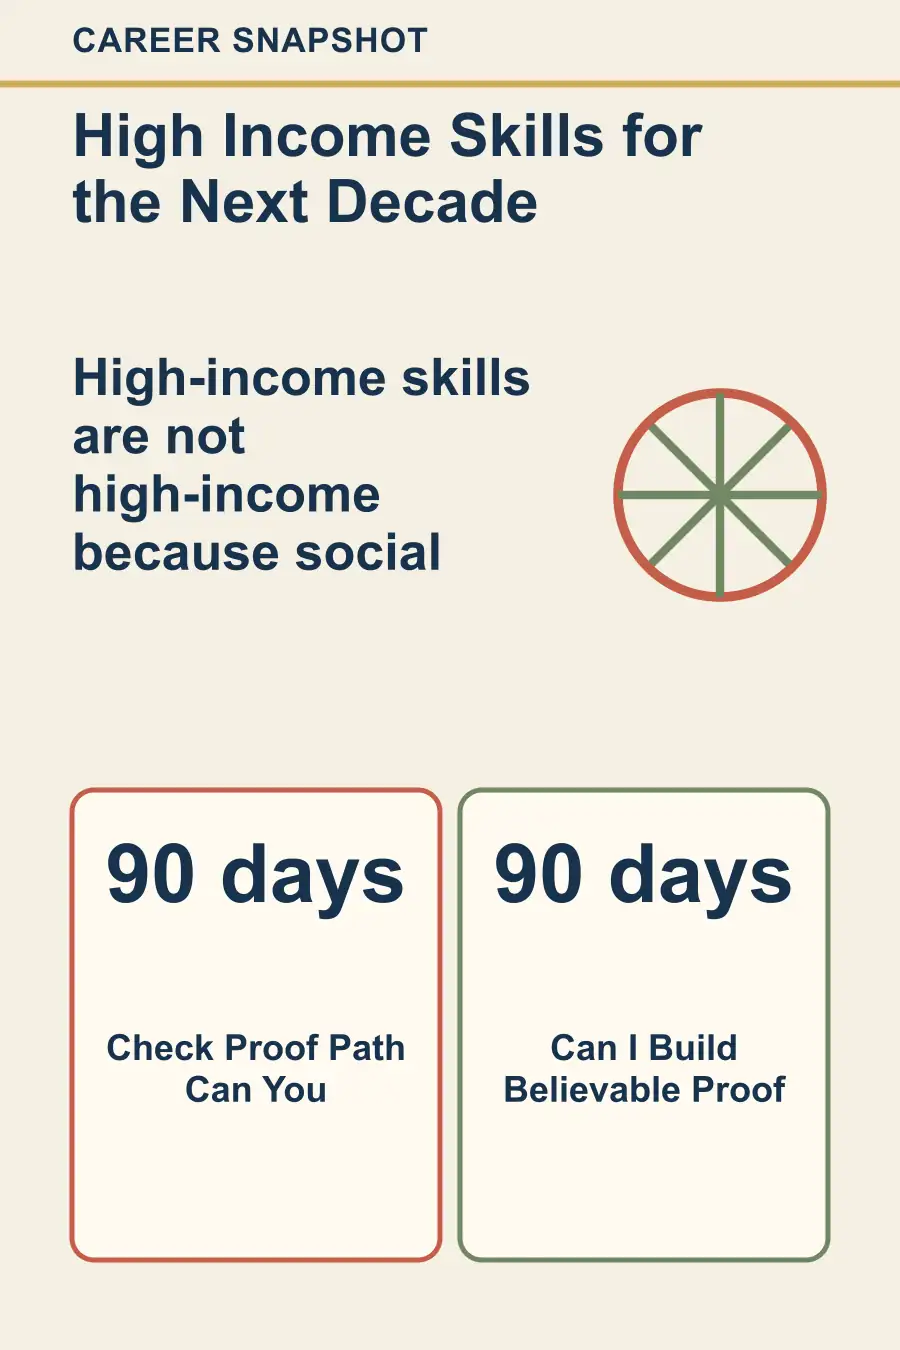 CAREER SNAPSHOT
High Income Skills for
the Next Decade
High-income skills
are not
high-income
because social
90 days
Check Proof Path
Can You
90 days
Can I Build
Believable Proof